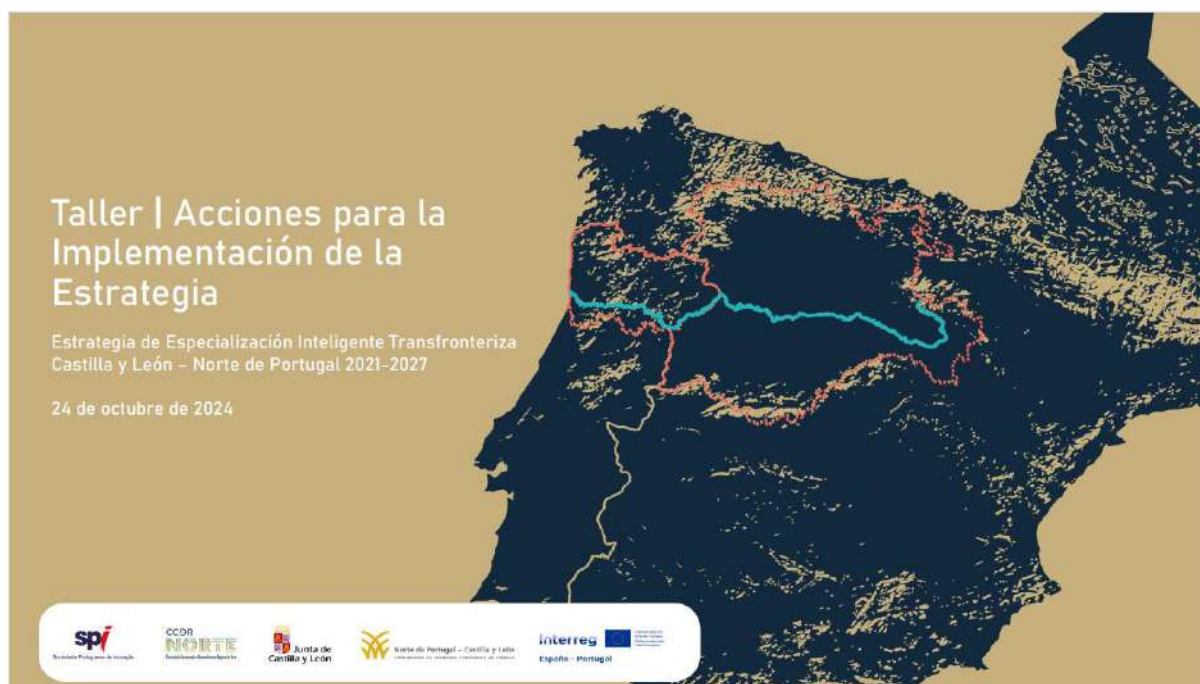 Taller | Acciones para la
Implementación de la
Estrategia
Estrategia de Especialización Inteligente Transfronteriza
Castilla y León – Norte de Portugal 2021-2027
24 de octubre de 2024
spi
CCDR
NORTE
Junta de
Castilla y León
Norte de Portugal – Castilla y León
Interreg
España - Portugal